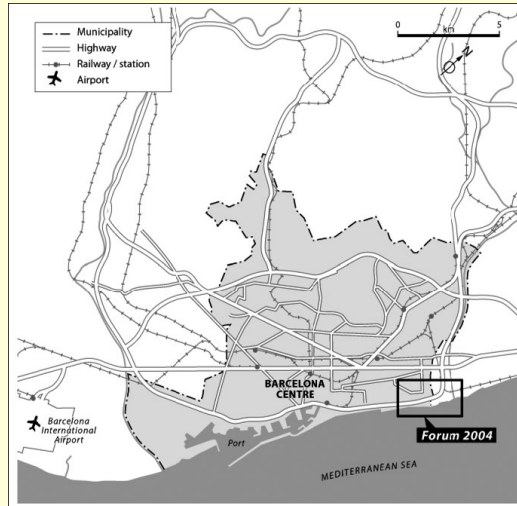 Municipality
Highway
Railway / station
Airport
0
km
5
N
BARCELONA
CENTRE
Barcelona
International
Airport
Port
Forum 2004
MEDITERRANEAN SEA